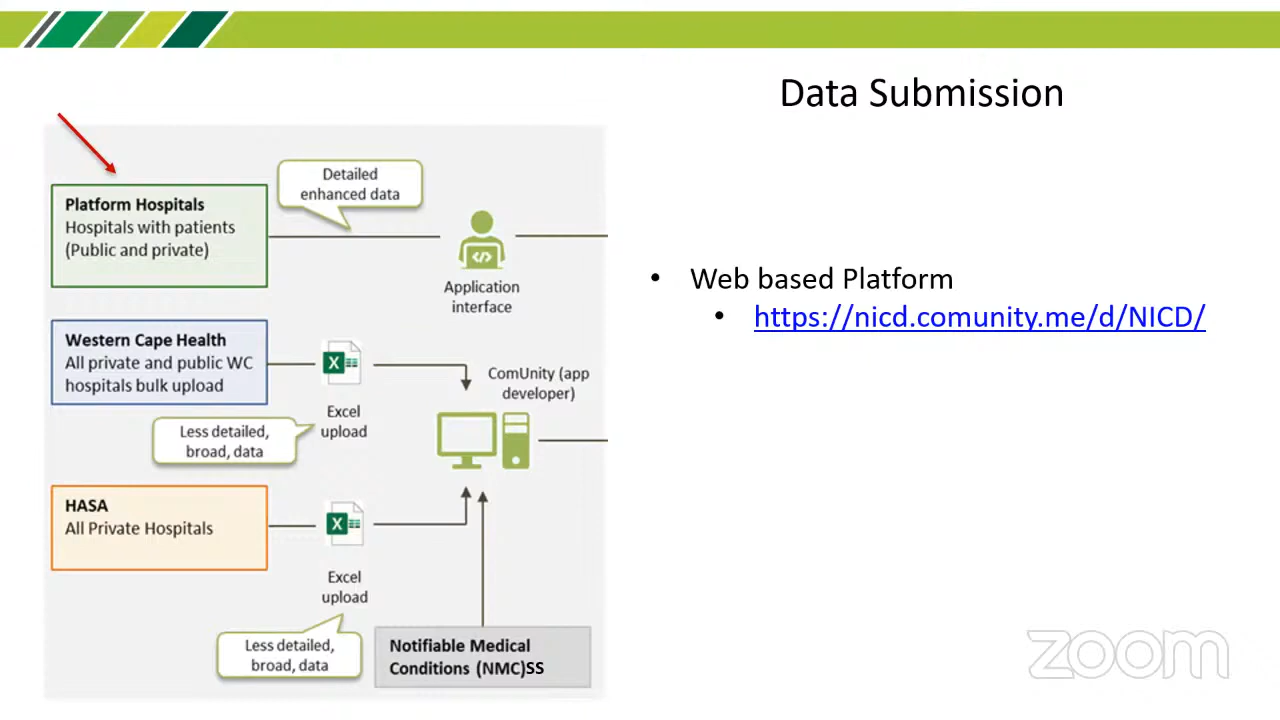 Data Submission
Platform Hospitals
Hospitals with patients
(Public and private)
Detailed
enhanced data
Application
interface
Western Cape Health
All private and public WC
hospitals bulk upload
Excel
upload
Less detailed,
broad, data
ComUnity (app
developer)
HASA
All Private Hospitals
Excel
upload
Less detailed,
broad, data
Notifiable Medical
Conditions (NMC)SS
• Web based Platform
• https://nicd.comunity.me/d/NICD/
zoom